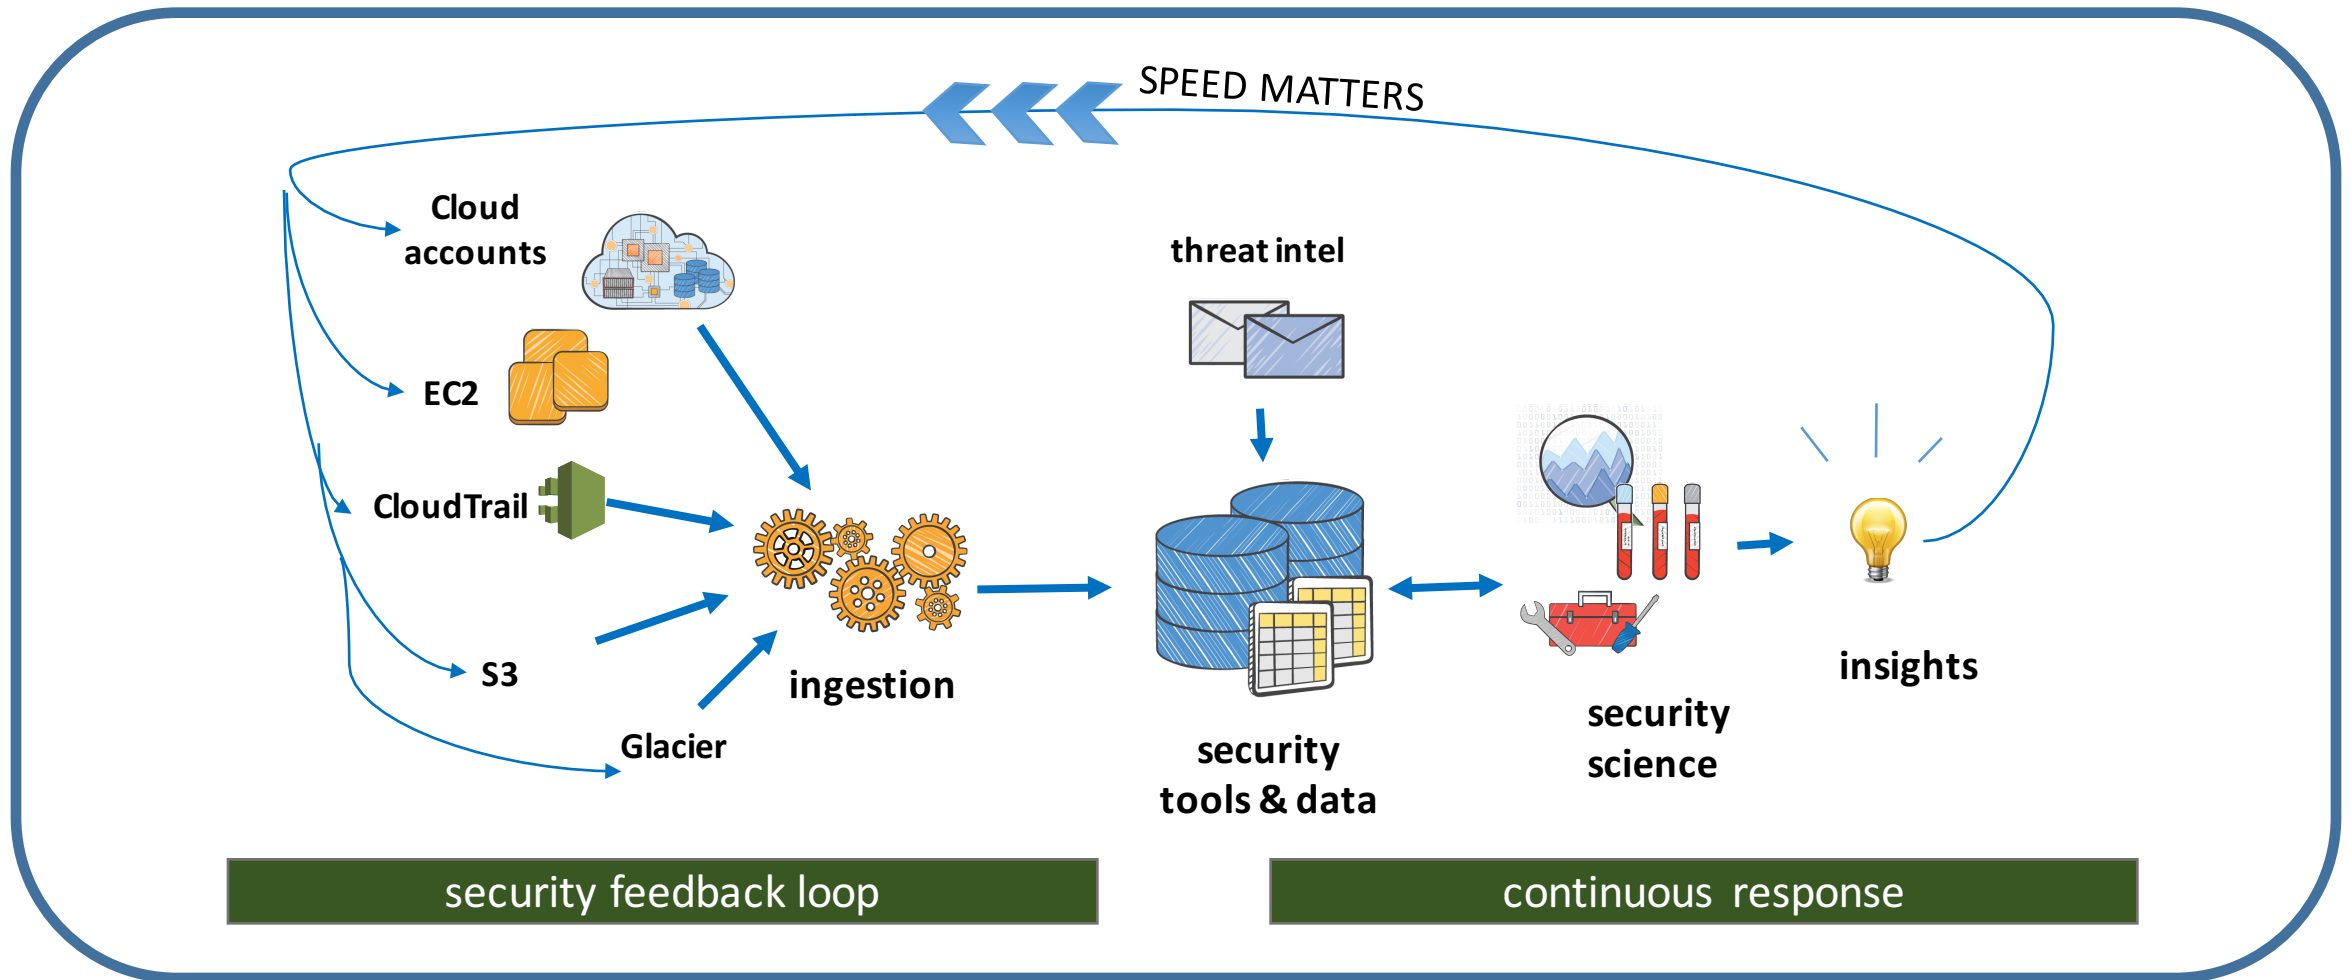 SPEED MATTERS
Cloud
accounts
threat intel
EC2
CloudTrail
S3
ingestion
Glacier
security
tools & data
security
science
insights
security feedback loop
continuous response